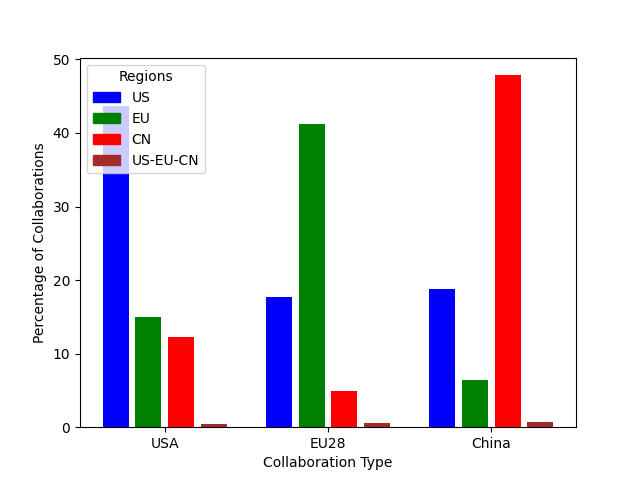 50
40
30
20
10
0
Percentage of Collaborations
Regions
US
EU
CN
US-EU-CN
USA
EU28
China
Collaboration Type